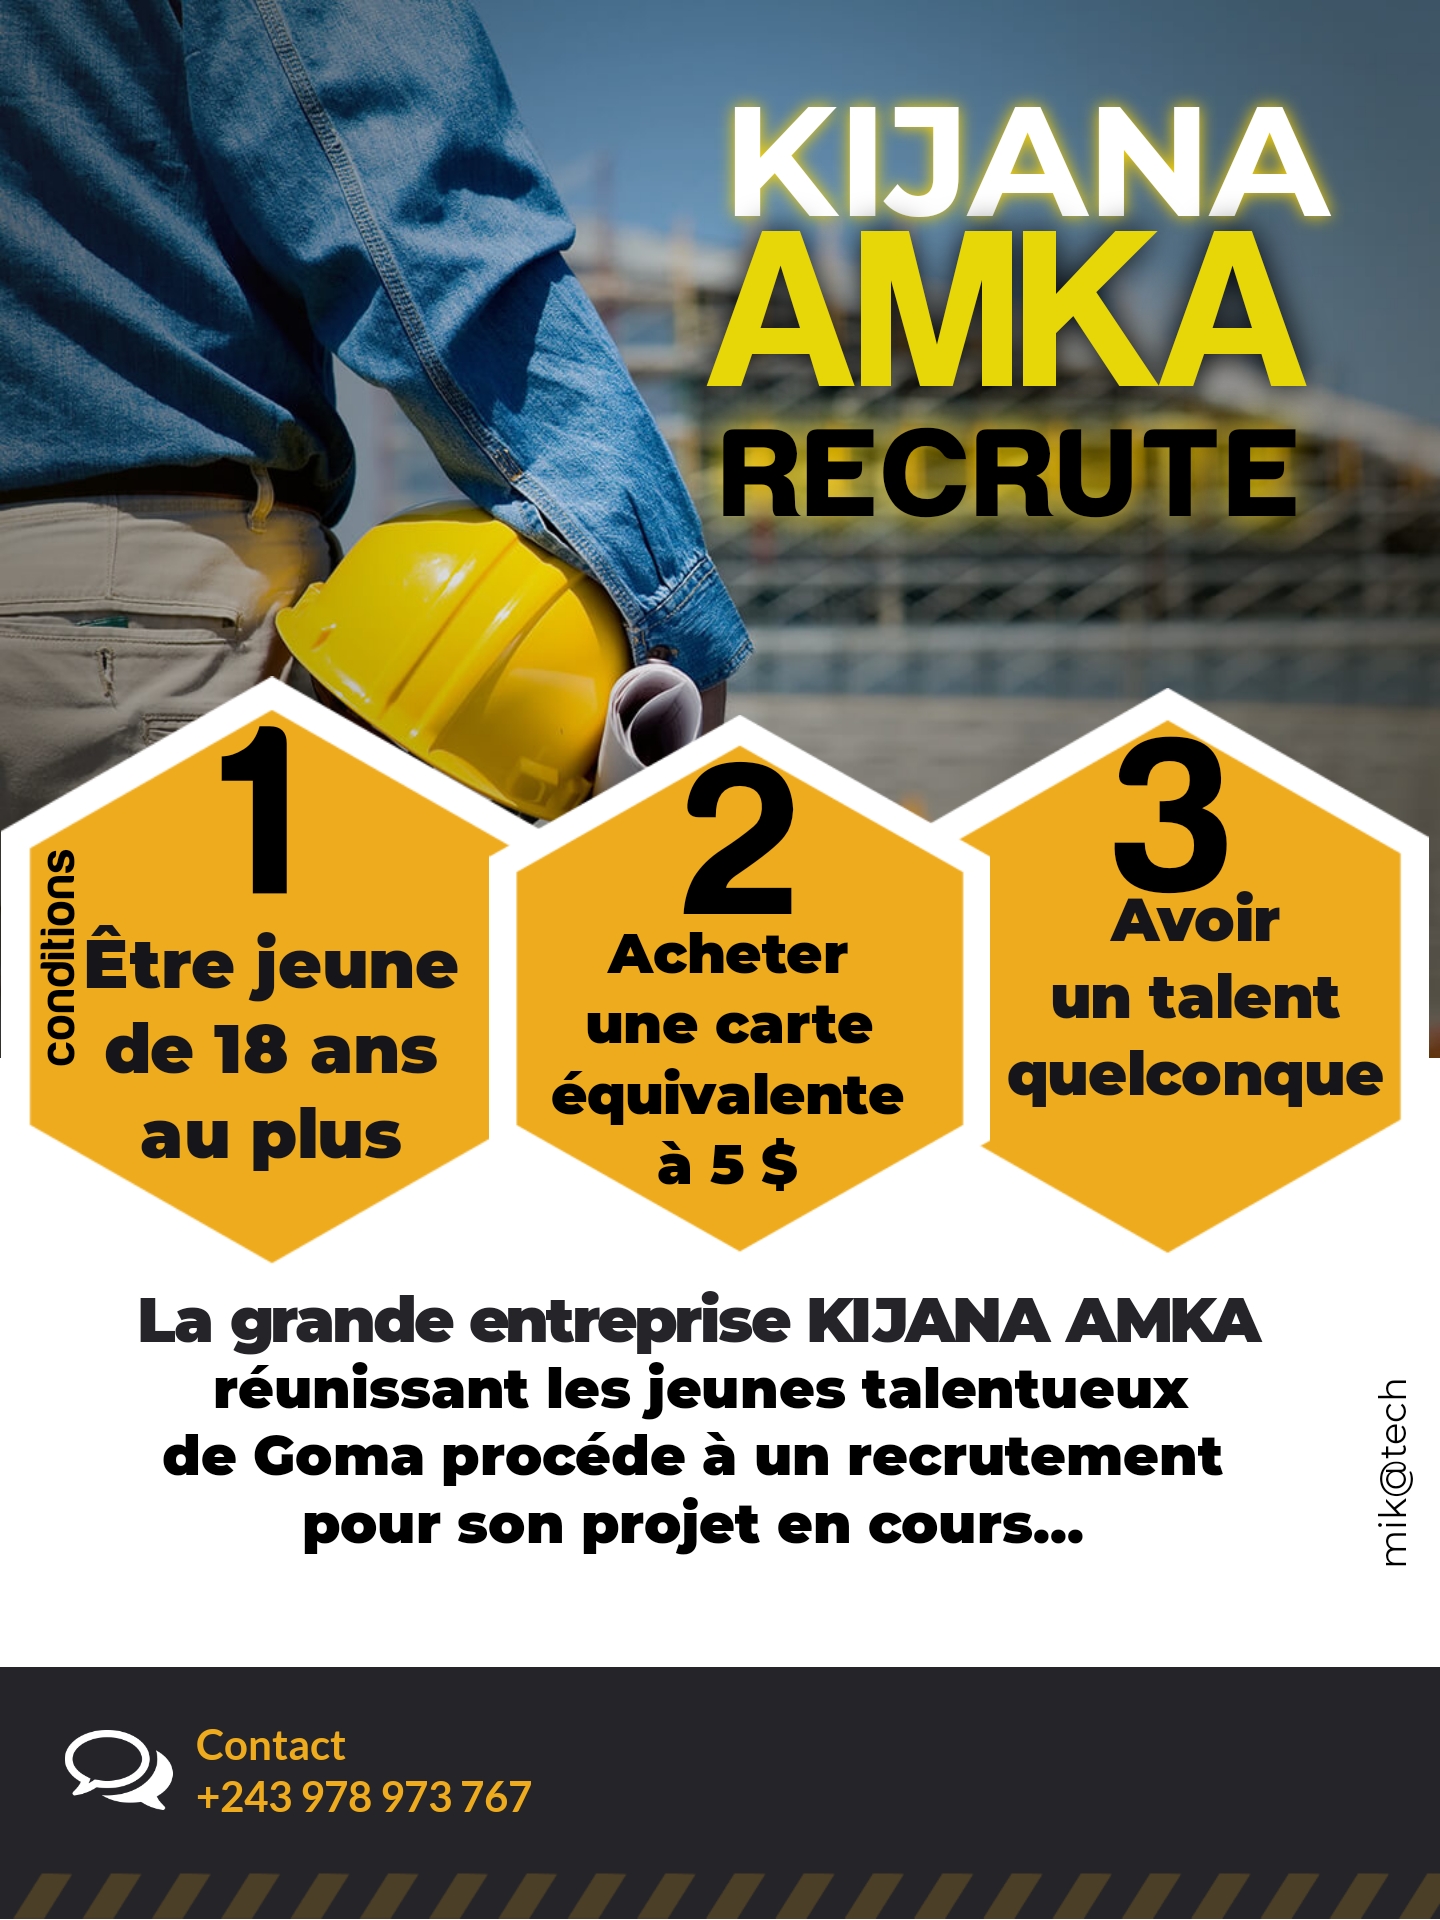 KIJANA
AMKA
RECRUTE
conditions
1
Être jeune
de 18 ans
au plus
2
Acheter
une carte
équivalente
à 5 $
3
Avoir
un talent
quelconque
La grande entreprise KIJANA AMKA
réunissant les jeunes talentueux
de Goma procéde à un recrutement
pour son projet en cours...
mik@tech
Contact
+243 978 973 767